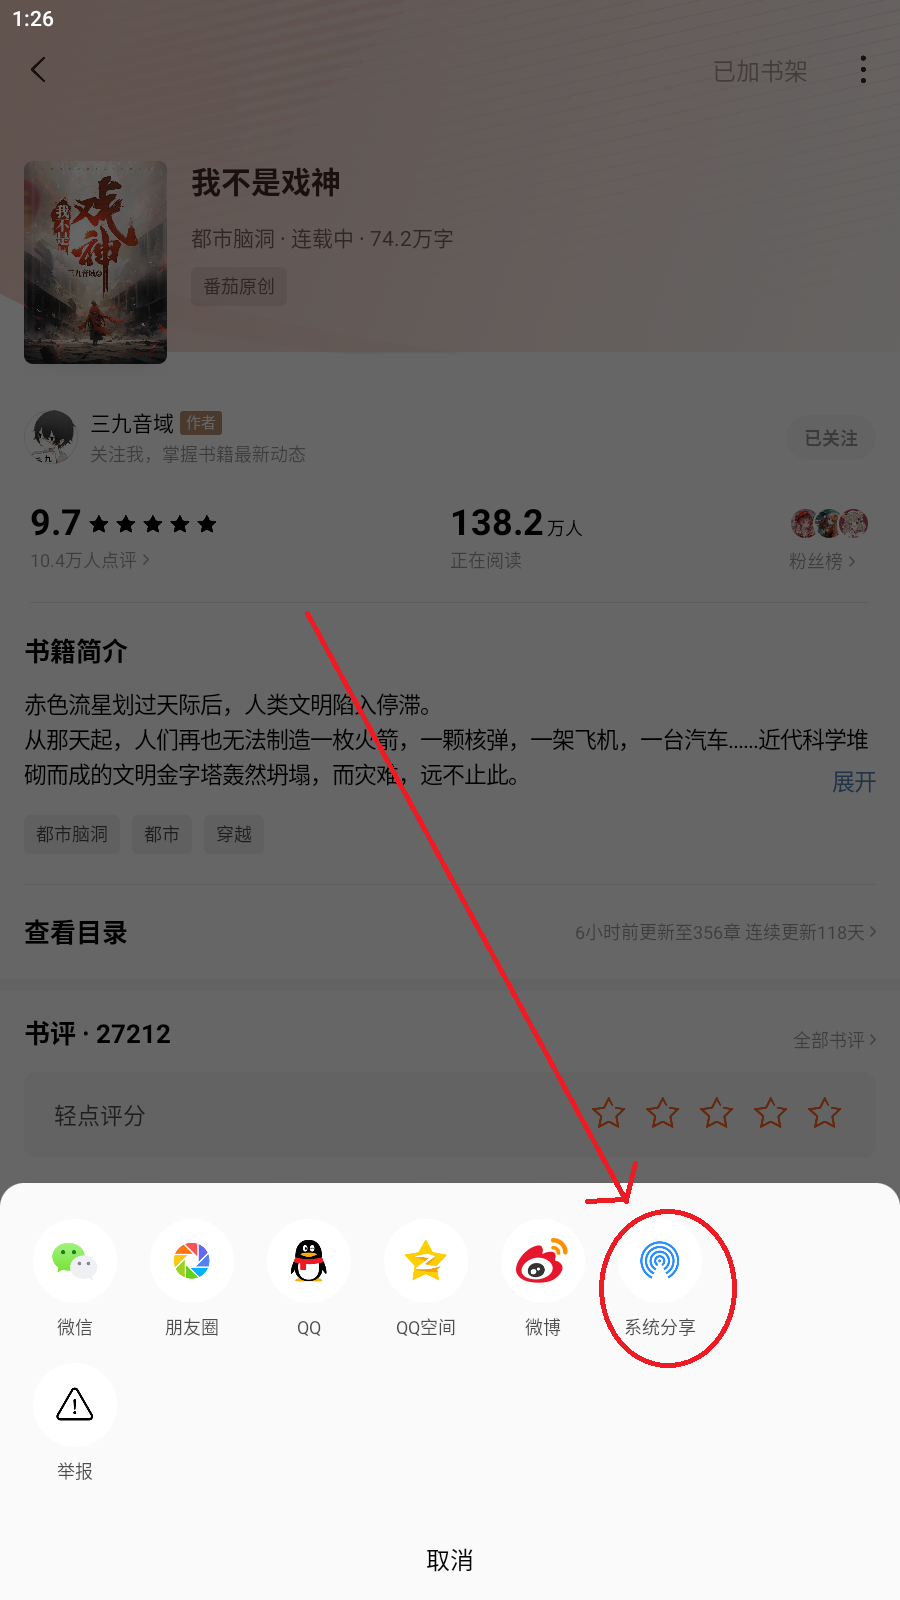 1:26
已加书架
我不是戏神
三九音域
我不是戏神
都市脑洞 · 连载中 · 74.2万字
番茄原创
三九音域 作者
关注我，掌握书籍最新动态
已关注
9.7
138.2万人
10.4万人点评
正在阅读
粉丝榜
书籍简介
赤色流星划过天际后，人类文明陷入停滞。
从那天起，人们再也无法制造一枚火箭，一颗核弹，一架飞机，一台汽车……近代科学堆
砌而成的文明金字塔轰然坍塌，而灾难，远不止此。
展开
都市脑洞 都市 穿越
查看目录
6小时前更新至356章 连续更新118天
书评 · 27212
全部书评
轻点评分
微信 朋友圈 QQ QQ空间 微博 系统分享
举报
取消